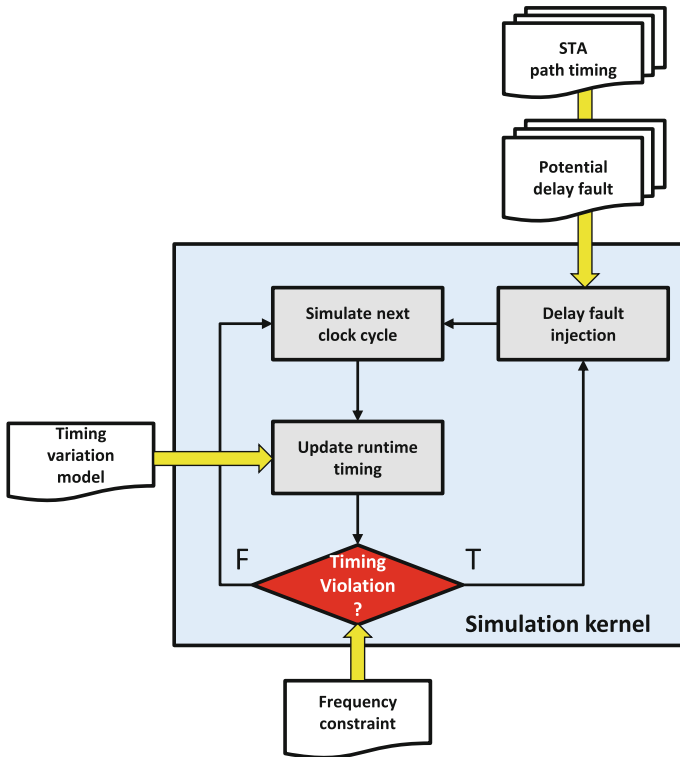 STA
path timing
Potential
delay fault
Simulate next
clock cycle
Delay fault
injection
Timing
variation
model
Update runtime
timing
F
T
Timing
Violation
?
Simulation kernel
Frequency
constraint